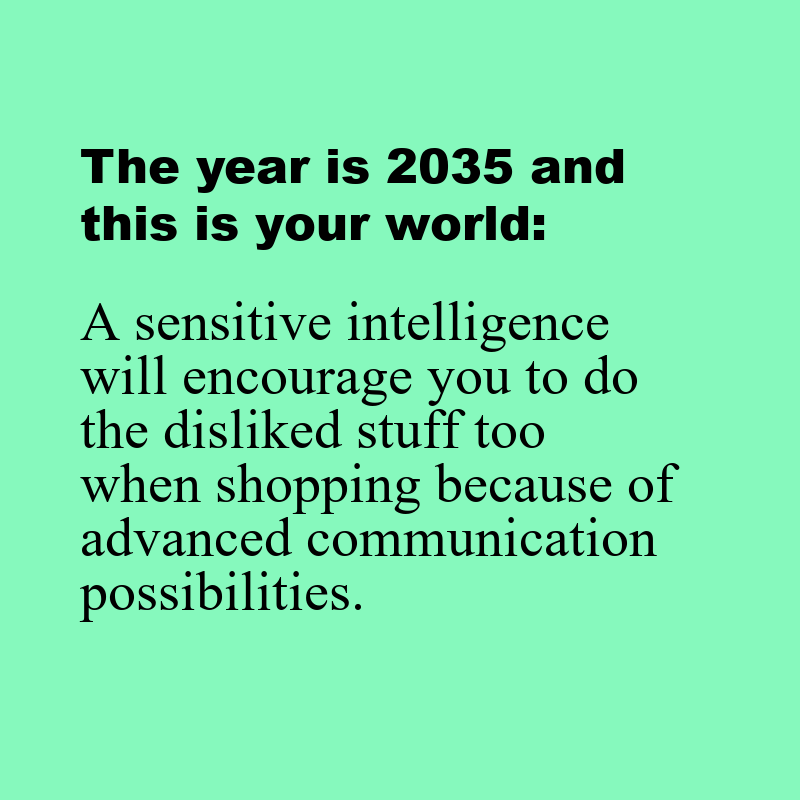 The year is 2035 and
this is your world:
A sensitive intelligence
will encourage you to do
the disliked stuff too
when shopping because of
advanced communication
possibilities.